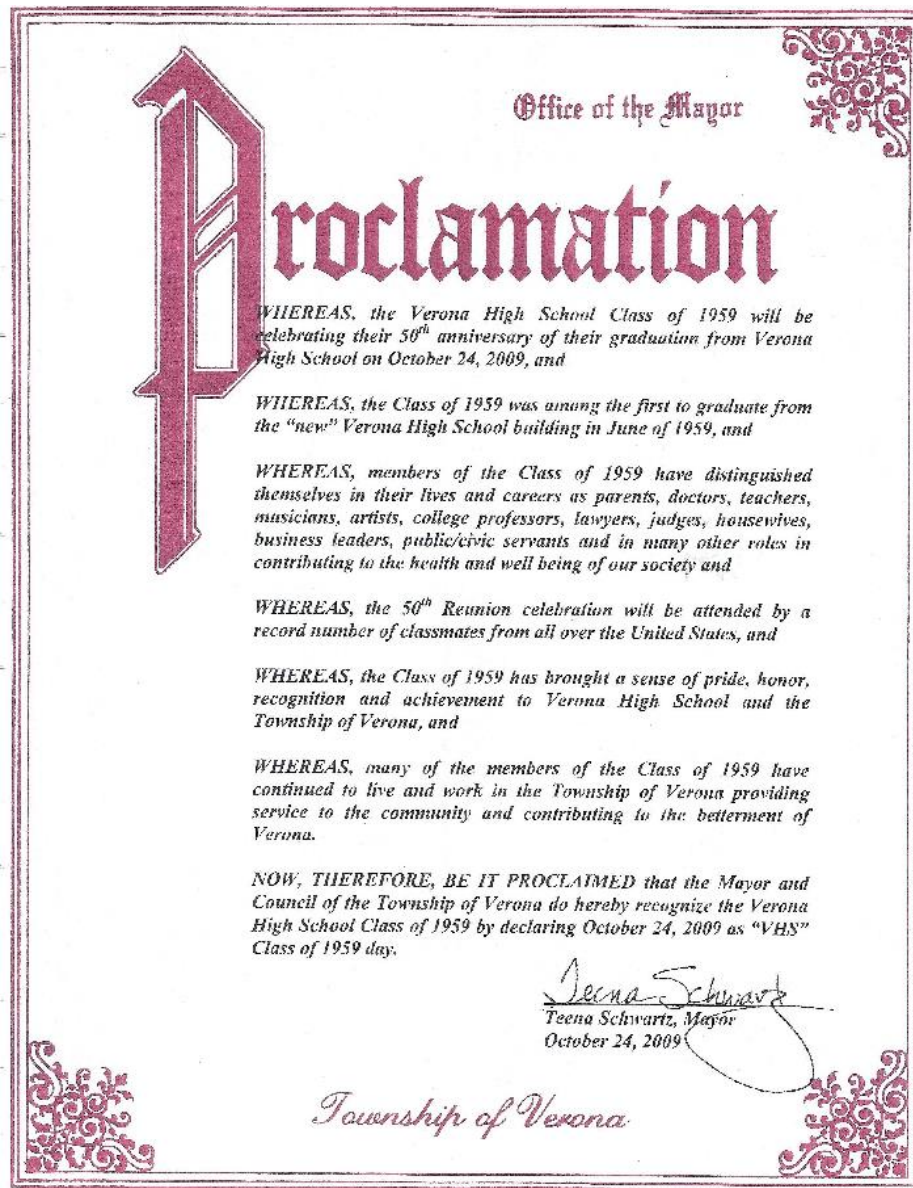 Office of the Mayor
Proclamation
WHEREAS, the Verona High School Class of 1959 will be
celebrating their 50th anniversary of their graduation from Verona
High School on October 24, 2009, and
WHEREAS, the Class of 1959 was among the first to graduate from
the “new” Verona High School building in June of 1959, and
WHEREAS, members of the Class of 1959 have distinguished
themselves in their lives and careers as parents, doctors, teachers,
musicians, artists, college professors, lawyers, judges, housewives,
business leaders, public/civic servants and in many other roles in
contributing to the health and well being of our society and
WHEREAS, the 50th Reunion celebration will be attended by a
record number of classmates from all over the United States, and
WHEREAS, the Class of 1959 has brought a sense of pride, honor,
recognition and achievement to Verona High School and the
Township of Verona, and
WHEREAS, many of the members of the Class of 1959 have
continued to live and work in the Township of Verona providing
service to the community and contributing to the betterment of
Verona.
NOW, THEREFORE, BE IT PROCLAIMED that the Mayor and
Council of the Township of Verona do hereby recognize the Verona
High School Class of 1959 by declaring October 24, 2009 as “VHS”
Class of 1959 day.
Teena Schwartz
Teena Schwartz, Mayor
October 24, 2009
Township of Verona